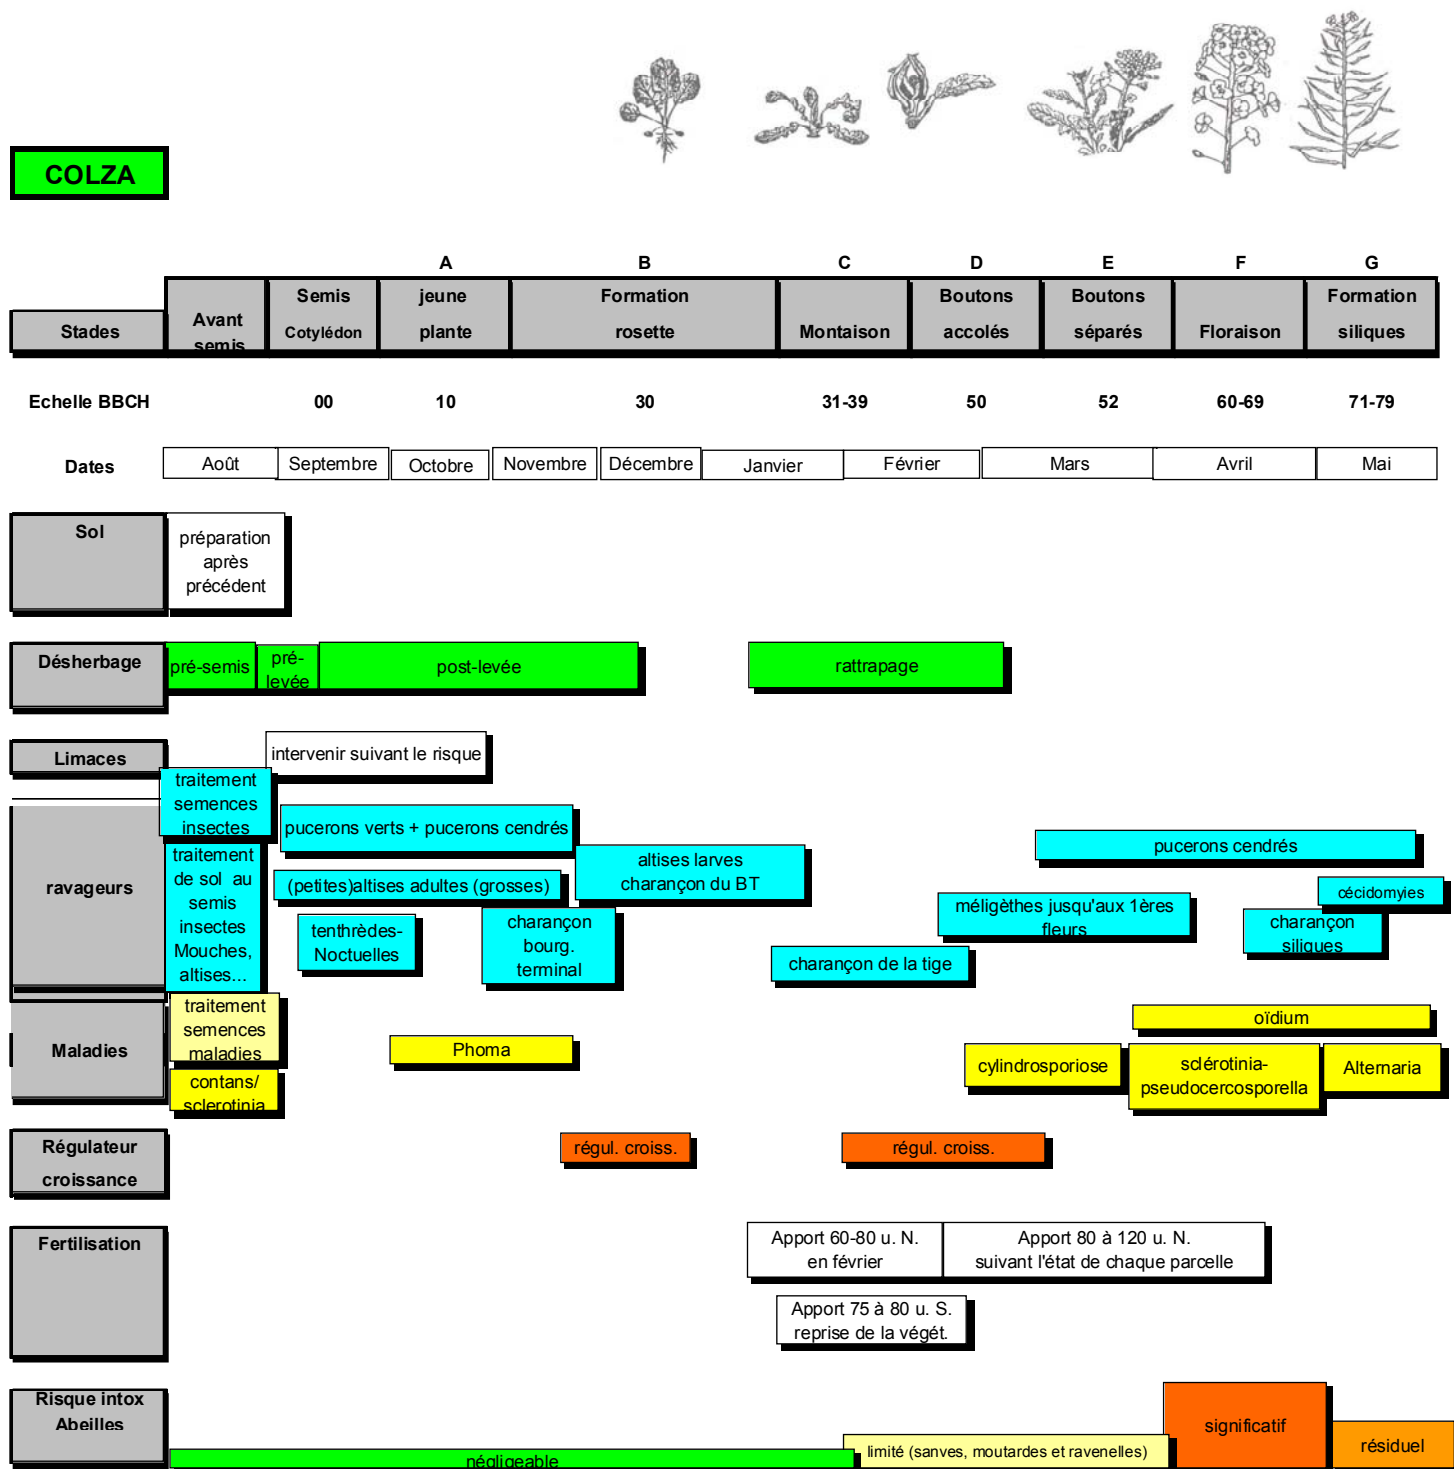 COLZA
A B C D E F G
Stades
Avant
semis
Semis
Cotylédon
jeune
plante
Formation
rosette
Montaison
Boutons
accolés
Boutons
séparés
Floraison
Formation
siliques
Echelle BBCH 00 10 30 31-39 50 52 60-69 71-79
Dates Août Septembre Octobre Novembre Décembre Janvier Février Mars Avril Mai
Sol
préparation
après
précédent
Désherbage
pré-semis
pré-
levée
post-levée
rattrapage
Limaces
intervenir suivant le risque
ravageurs
traitement
semences
insectes
traitement
de sol au
semis
insectes
Mouches,
altises...
pucerons verts + pucerons cendrés
(petites)altises adultes (grosses)
tenthrèdes-
Noctuelles
charançon
bourg.
terminal
altises larves
charançon du BT
charançon de la tige
pucerons cendrés
méligèthes jusqu'aux 1ères
fleurs
cécidomyies
charançon
siliques
Maladies
traitement
semences
maladies
contans/
sclerotinia
Phoma
oïdium
cylindrosporiose
sclérotinia-
pseudocercosporella
Alternaria
Régulateur
croissance
régul. croiss.
régul. croiss.
Fertilisation
Apport 60-80 u. N.
en février
Apport 80 à 120 u. N.
suivant l'état de chaque parcelle
Apport 75 à 80 u. S.
reprise de la végét.
Risque intox
Abeilles
négligeable
limité (sanves, moutardes et ravenelles)
significatif
résiduel